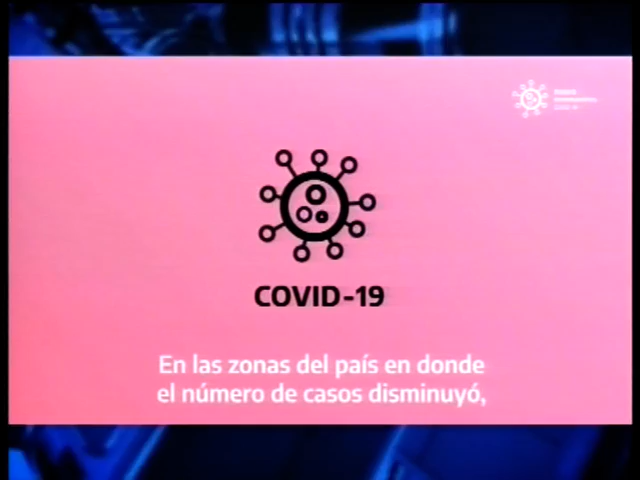 COVID-19
En las zonas del país en donde
el número de casos disminuyó,